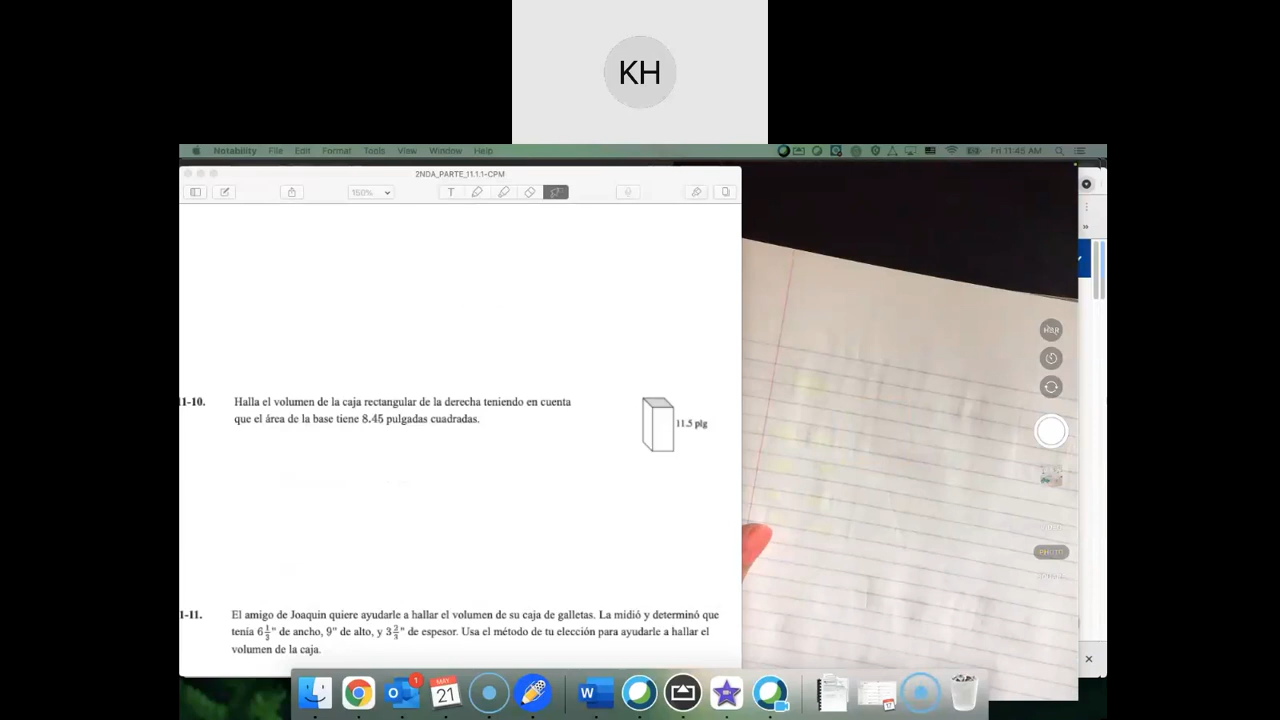 KH
Notability File Edit Format Tools View Window Help
Fri 11:45 AM
2NDA_PARTE_11.1.1-CPM
150%
T
11-10. Halla el volumen de la caja rectangular de la derecha teniendo en cuenta
que el área de la base tiene 8.45 pulgadas cuadradas.
11.5 plg
1-11. El amigo de Joaquin quiere ayudarle a hallar el volumen de su caja de galletas. La midió y determinó que
tenía 6 1/3" de ancho, 9" de alto, y 3 2/3" de espesor. Usa el método de tu elección para ayudarle a hallar el
volumen de la caja.
HDR
PHOTO
1
MAY
21
W
17